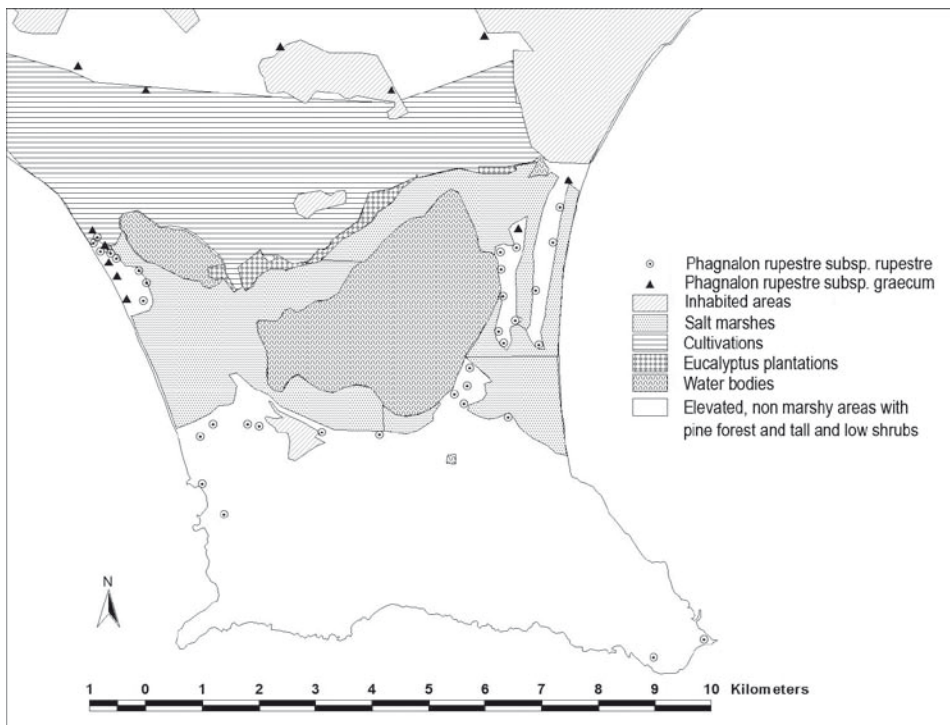 Phagnalon rupestre subsp. rupestre
Phagnalon rupestre subsp. graecum
Inhabited areas
Salt marshes
Cultivations
Eucalyptus plantations
Water bodies
Elevated, non marshy areas with
pine forest and tall and low shrubs
N
1 0 1 2 3 4 5 6 7 8 9 10 Kilometers